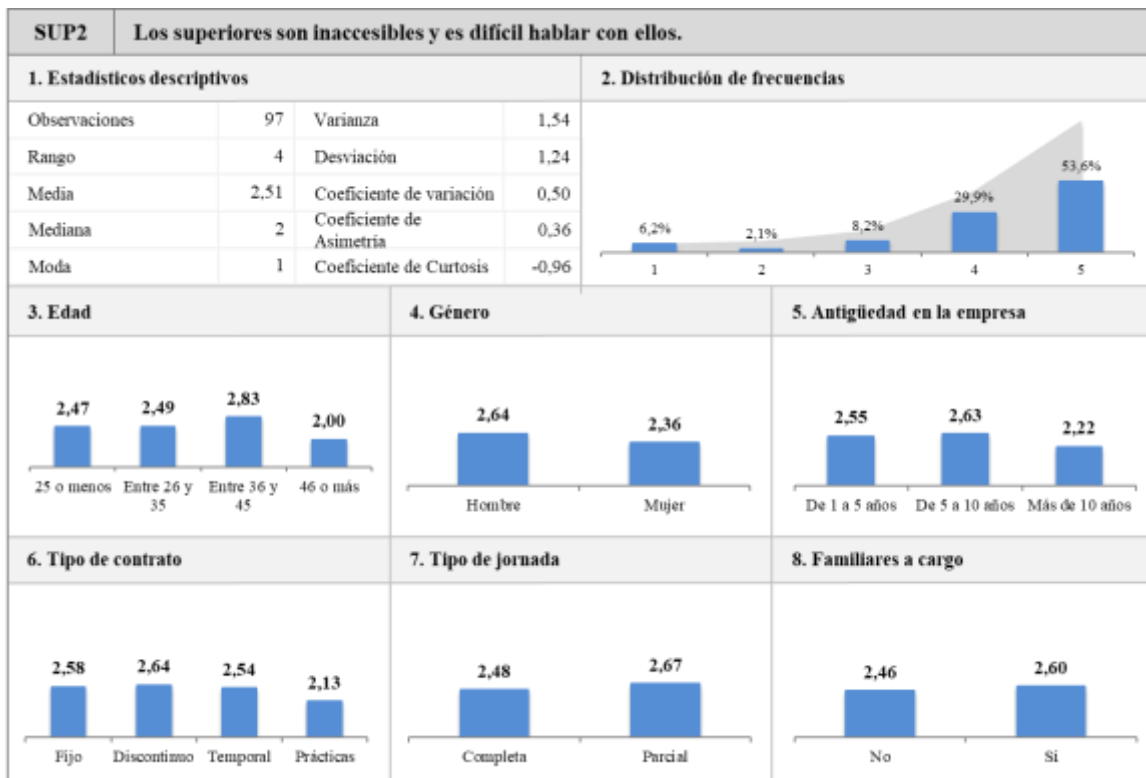 SUP2 Los superiores son inaccesibles y es difícil hablar con ellos.
1. Estadísticos descriptivos
Observaciones 97 Varianza 1,54
Rango 4 Desviación 1,24
Media 2,51 Coeficiente de variación 0,50
Mediana 2 Coeficiente de
Asimetría 0,36
Moda 1 Coeficiente de Curtosis -0,96
2. Distribución de frecuencias
6,2% 2,1% 8,2% 29,9% 53,6%
1 2 3 4 5
3. Edad
2,47 2,49 2,83 2,00
25 o menos Entre 26 y Entre 36 y 46 o más
35 45
4. Género
2,64 2,36
Hombre Mujer
5. Antigüedad en la empresa
2,55 2,63 2,22
De 1 a 5 años De 5 a 10 años Más de 10 años
6. Tipo de contrato
2,58 2,64 2,54 2,13
Fijo Discontinuo Temporal Prácticas
7. Tipo de jornada
2,48 2,67
Completa Parcial
8. Familiares a cargo
2,46 2,60
No Sí